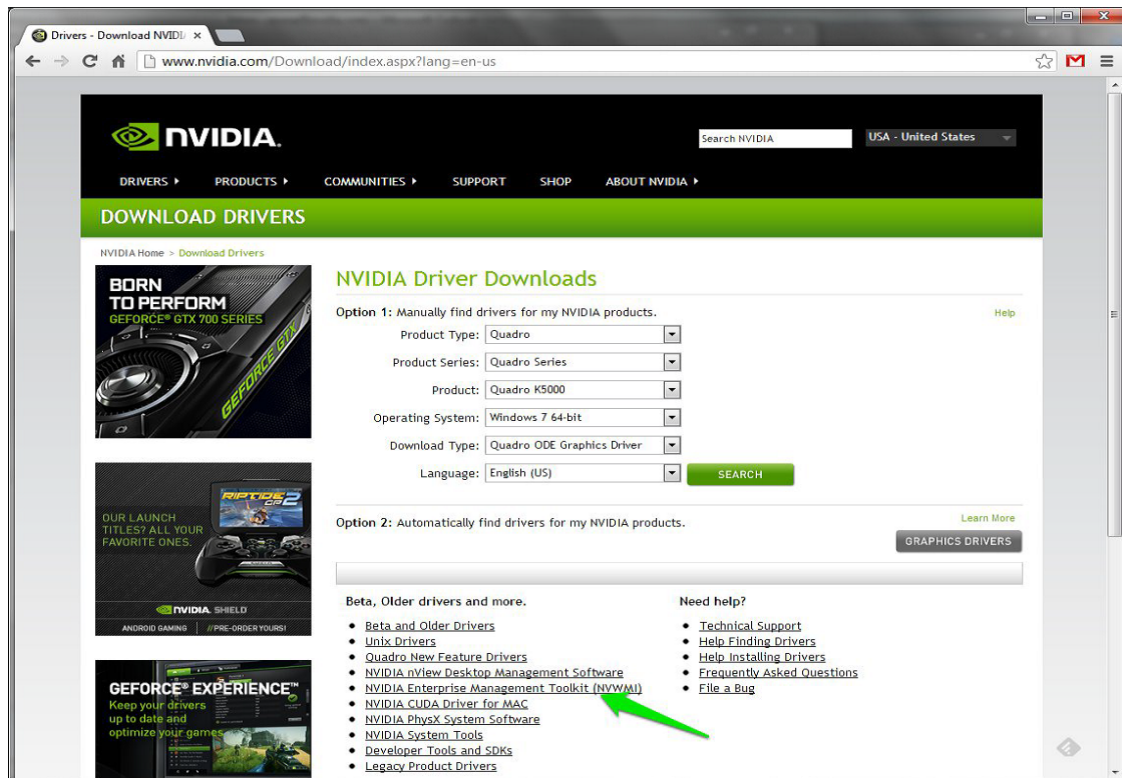 Drivers - Download NVIDI
www.nvidia.com/Download/index.aspx?lang=en-us
NVIDIA.
Search NVIDIA
USA - United States
DRIVERS
PRODUCTS
COMMUNITIES
SUPPORT
SHOP
ABOUT NVIDIA
DOWNLOAD DRIVERS
NVIDIA Home > Download Drivers
BORN
TO PERFORM
GEFORCE® GTX 700 SERIES
GEFORCE GTX
OUR LAUNCH
TITLES? ALL YOUR
FAVORITE ONES.
RIPTIDE
GP2
NVIDIA. SHIELD
ANDROID GAMING //PRE-ORDER YOURS!
GEFORCE® EXPERIENCE™
Keep your drivers
up to date and
optimize your games.
NVIDIA Driver Downloads
Option 1: Manually find drivers for my NVIDIA products.
Help
Product Type: Quadro
Product Series: Quadro Series
Product: Quadro K5000
Operating System: Windows 7 64-bit
Download Type: Quadro ODE Graphics Driver
Language: English (US)
SEARCH
Option 2: Automatically find drivers for my NVIDIA products.
Learn More
GRAPHICS DRIVERS
Beta, Older drivers and more.
Beta and Older Drivers
Unix Drivers
Quadro New Feature Drivers
NVIDIA nView Desktop Management Software
NVIDIA Enterprise Management Toolkit (NVWMI)
NVIDIA CUDA Driver for MAC
NVIDIA PhysX System Software
NVIDIA System Tools
Developer Tools and SDKs
Legacy Product Drivers
Need help?
Technical Support
Help Finding Drivers
Help Installing Drivers
Frequently Asked Questions
File a Bug